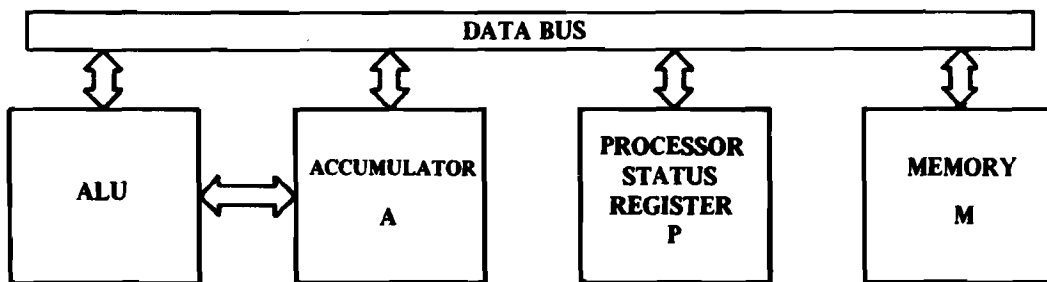 DATA BUS
ALU
ACCUMULATOR
A
PROCESSOR
STATUS
REGISTER
P
MEMORY
M